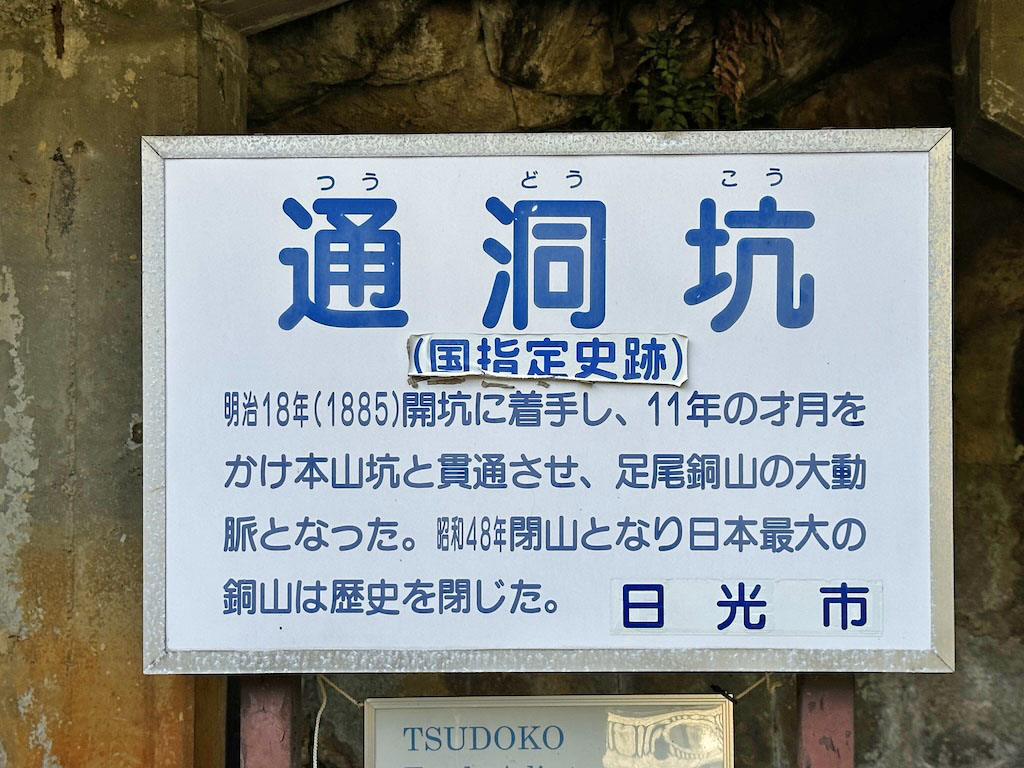 つう どう こう
通洞坑
(国指定史跡)
明治18年(1885)開坑に着手し、11年の才月を
かけ本山坑と貫通させ、足尾銅山の大動
脈となった。昭和48年閉山となり日本最大の
銅山は歴史を閉じた。 日光市
TSUDOKO